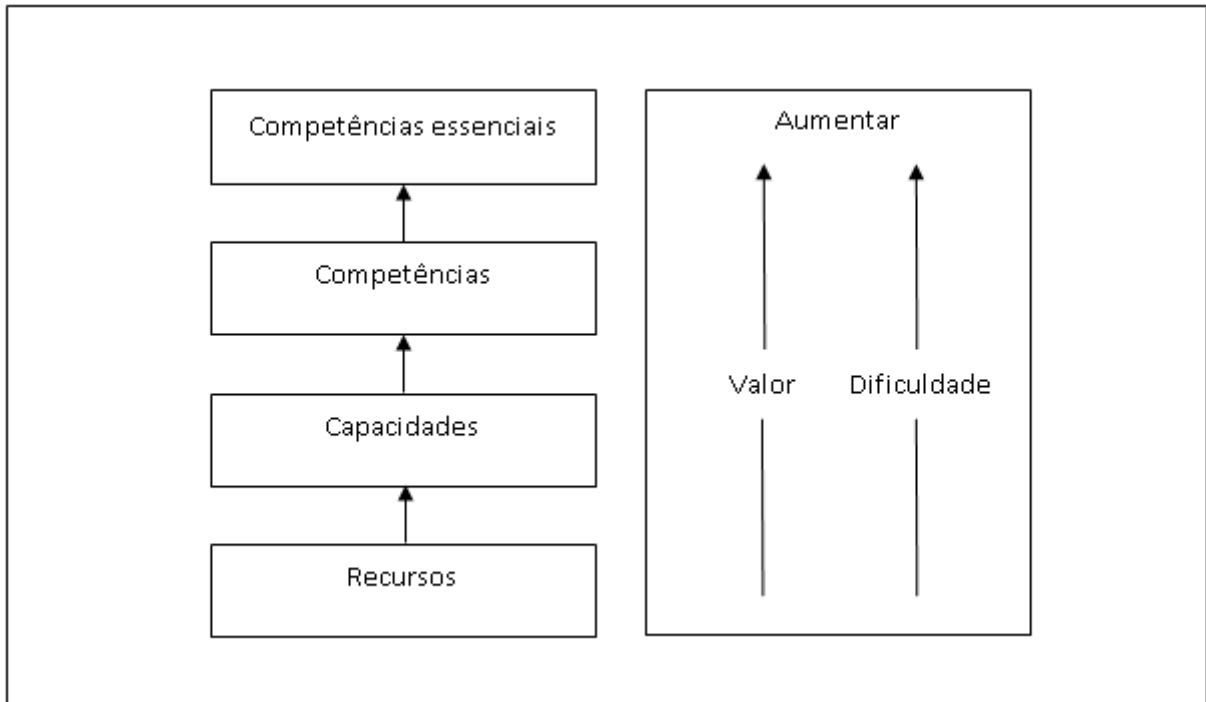 Competências essenciais
Competências
Capacidades
Recursos
Aumentar
Valor
Dificuldade